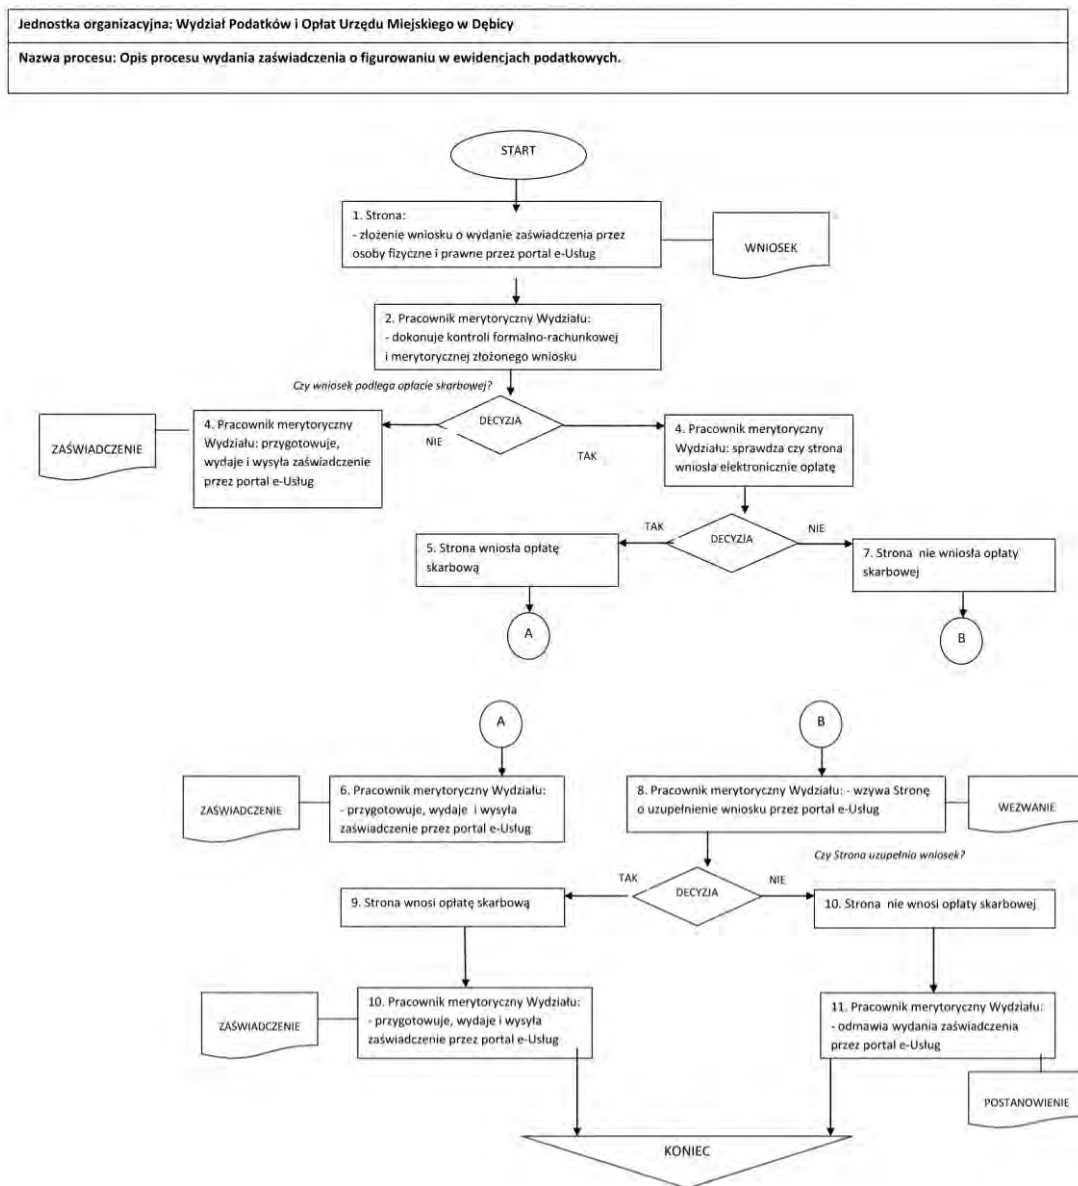 Jednostka organizacyjna: Wydział Podatków i Opłat Urzędu Miejskiego w Dębicy
Nazwa procesu: Opis procesu wydania zaświadczenia o figurowaniu w ewidencjach podatkowych.
START
1. Strona:
- złożenie wniosku o wydanie zaświadczenia przez
osoby fizyczne i prawne przez portal e-Usług
WNIOSEK
2. Pracownik merytoryczny Wydziału:
- dokonuje kontroli formalno-rachunkowej
i merytorycznej złożonego wniosku
Czy wniosek podlega opłacie skarbowej?
DECYZJA
NIE
TAK
ZAŚWIADCZENIE
4. Pracownik merytoryczny
Wydziału: przygotowuje,
wydaje i wysyła zaświadczenie
przez portal e-Usług
4. Pracownik merytoryczny
Wydziału: sprawdza czy strona
wniosła elektronicznie opłatę
TAK
DECYZJA
NIE
5. Strona wniosła opłatę
skarbową
7. Strona nie wniosła opłaty
skarbowej
A
B
A
B
ZAŚWIADCZENIE
6. Pracownik merytoryczny Wydziału:
- przygotowuje, wydaje i wysyła
zaświadczenie przez portal e-Usług
8. Pracownik merytoryczny Wydziału: - wzywa Stronę
o uzupełnienie wniosku przez portal e-Usług
WEZWANIE
Czy Strona uzupełnia wniosek?
TAK
DECYZJA
NIE
9. Strona wnosi opłatę skarbową
10. Strona nie wnosi opłaty skarbowej
ZAŚWIADCZENIE
10. Pracownik merytoryczny Wydziału:
- przygotowuje, wydaje i wysyła
zaświadczenie przez portal e-Usług
11. Pracownik merytoryczny Wydziału:
- odmawia wydania zaświadczenia
przez portal e-Usług
POSTANOWIENIE
KONIEC